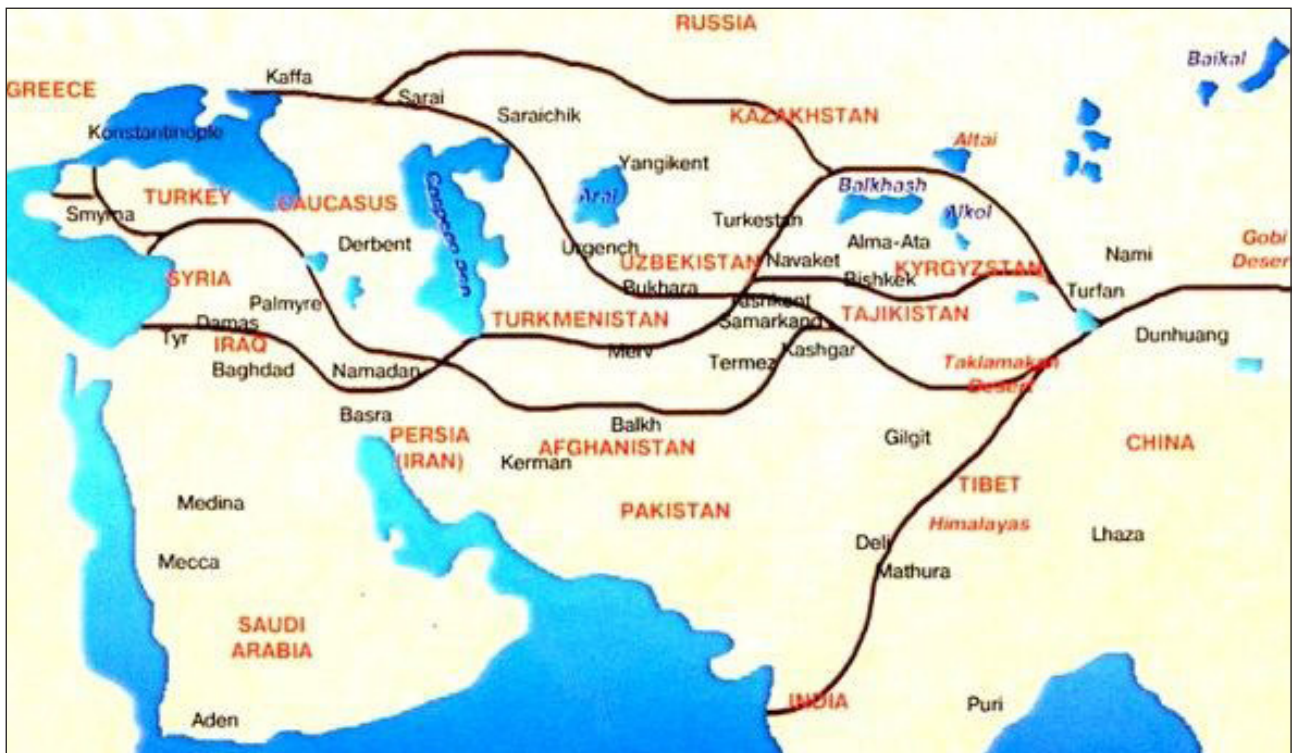 RUSSIA
Baikal
Kaffa
GREECE
Sarai
Saraichik
KAZAKHSTAN
Konstantinople
Altai
Yangikent
Balkhash
Aral
TURKEY
CAUCASUS
Caspean
Smyrna
Turkestan
Alkol
Derbent
Urgench
Alma-Ata
Gobi
Desert
Nami
UZBEKISTAN
Navaket
KYRGYZSTAN
SYRIA
Bishkek
Bukhara
Turfan
Palmyre
Tashkent
TURKMENISTAN
Samarkand
TAJIKISTAN
Damas
Tyr
Dunhuang
IRAQ
Merv
Kashgar
Baghdad
Namadan
Termez
Taklamakan
Desert
Basra
Balkh
PERSIA
(IRAN)
AFGHANISTAN
Gilgit
CHINA
Kerman
TIBET
Medina
PAKISTAN
Himalayas
Lhaza
Deli
Mecca
Mathura
SAUDI
ARABIA
INDIA
Puri
Aden